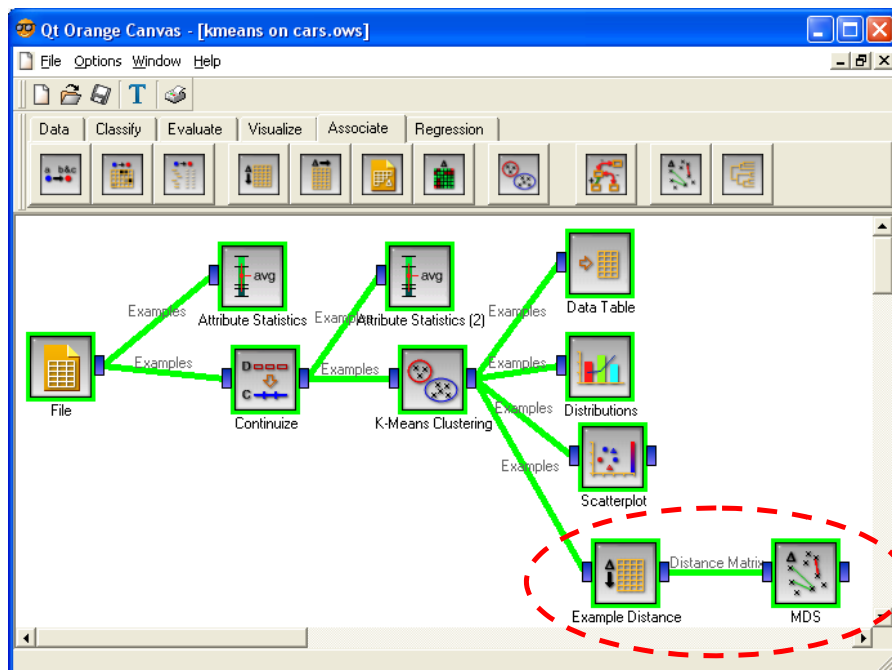 Qt Orange Canvas - [kmeans on cars.ows]
File Options Window Help
T
Data Classify Evaluate Visualize Associate Regression
a b&c
avg
Attribute Statistics
avg
Attribute Statistics (2)
Data Table
Examples
Examples
Examples
File
Examples
D
C
Continuize
Examples
K-Means Clustering
Examples
Distributions
Examples
Scatterplot
Examples
Example Distance
Distance Matrix
MDS